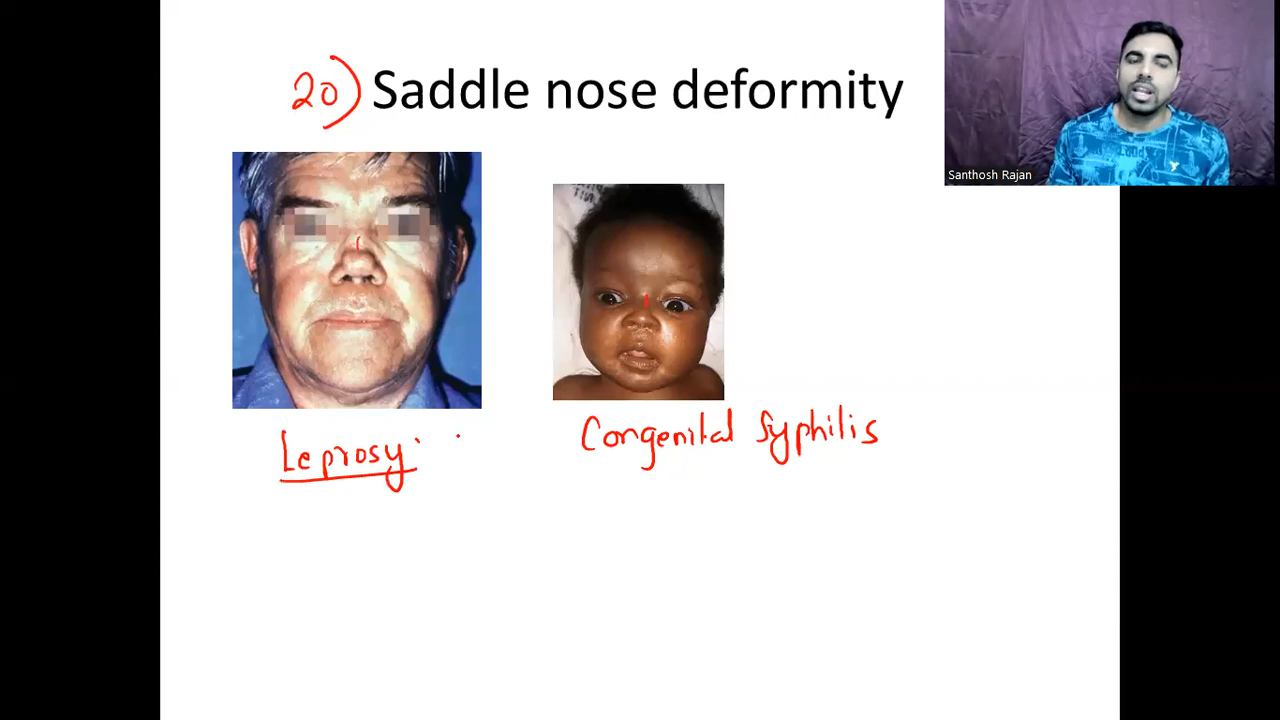 20) Saddle nose deformity
Santhosh Rajan
Leprosy
Congenital Syphilis